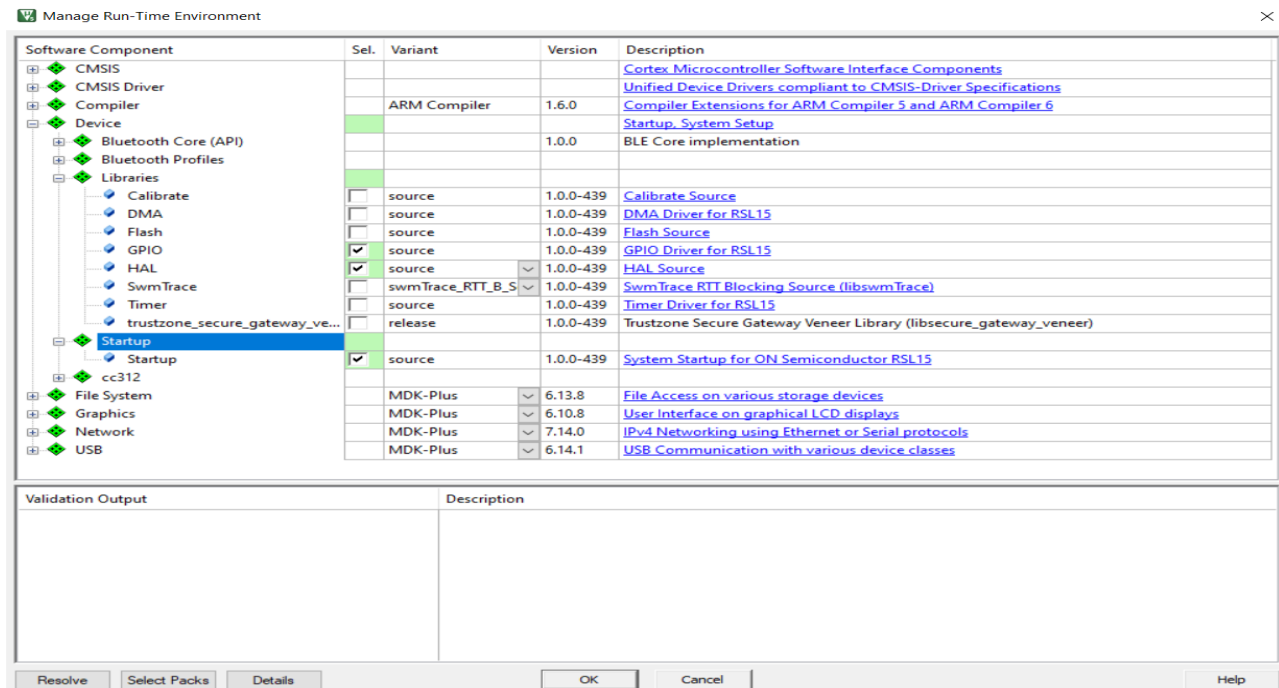 Manage Run-Time Environment
Software Component Sel. Variant Version Description
CMSIS Cortex Microcontroller Software Interface Components
CMSIS Driver Unified Device Drivers compliant to CMSIS-Driver Specifications
Compiler ARM Compiler 1.6.0 Compiler Extensions for ARM Compiler 5 and ARM Compiler 6
Device Startup, System Setup
Bluetooth Core (API) 1.0.0 BLE Core implementation
Bluetooth Profiles
Libraries
Calibrate source 1.0.0-439 Calibrate Source
DMA source 1.0.0-439 DMA Driver for RSL15
Flash source 1.0.0-439 Flash Source
GPIO source 1.0.0-439 GPIO Driver for RSL15
HAL source 1.0.0-439 HAL Source
SwmTrace swmTrace_RTT_B_S 1.0.0-439 SwmTrace RTT Blocking Source (libswmTrace)
Timer source 1.0.0-439 Timer Driver for RSL15
trustzone_secure_gateway_ve... release 1.0.0-439 Trustzone Secure Gateway Veneer Library (libsecure_gateway_veneer)
Startup
Startup source 1.0.0-439 System Startup for ON Semiconductor RSL15
cc312
File System MDK-Plus 6.13.8 File Access on various storage devices
Graphics MDK-Plus 6.10.8 User Interface on graphical LCD displays
Network MDK-Plus 7.14.0 IPv4 Networking using Ethernet or Serial protocols
USB MDK-Plus 6.14.1 USB Communication with various device classes
Validation Output Description
Resolve Select Packs Details OK Cancel Help